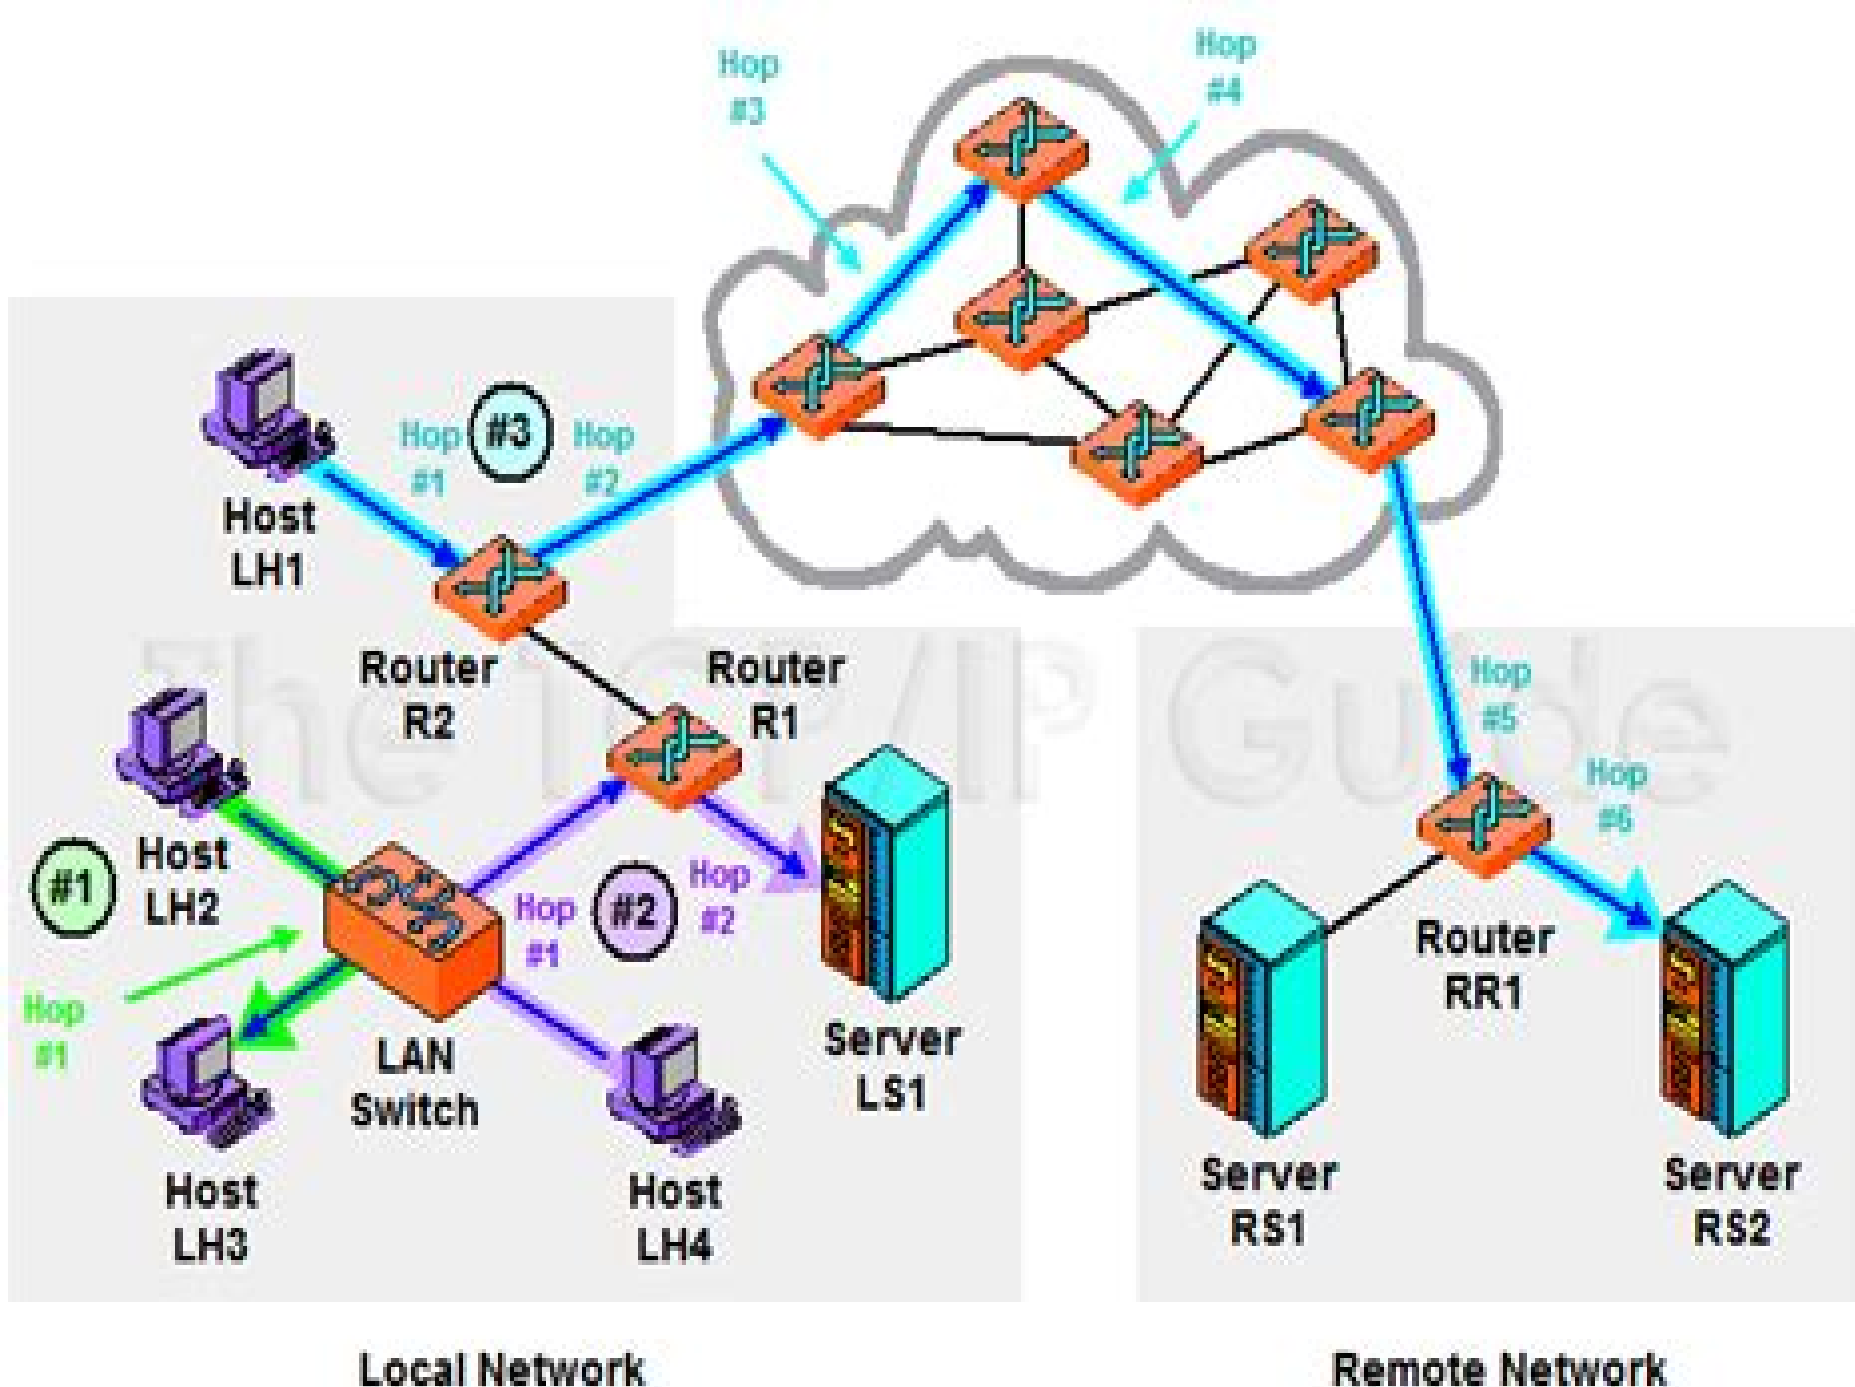 Hop
#3
Hop
#4
Hop
#1
#3
Hop
#2
Host
LH1
Router
R2
Router
R1
The TCP/IP Guide
Hop
#5
Hop
#6
#1
Host
LH2
Hop
#1
#2
Hop
#2
Hop
#1
LAN
Switch
Server
LS1
Router
RR1
Host
LH3
Host
LH4
Server
RS1
Server
RS2
Local Network
Remote Network